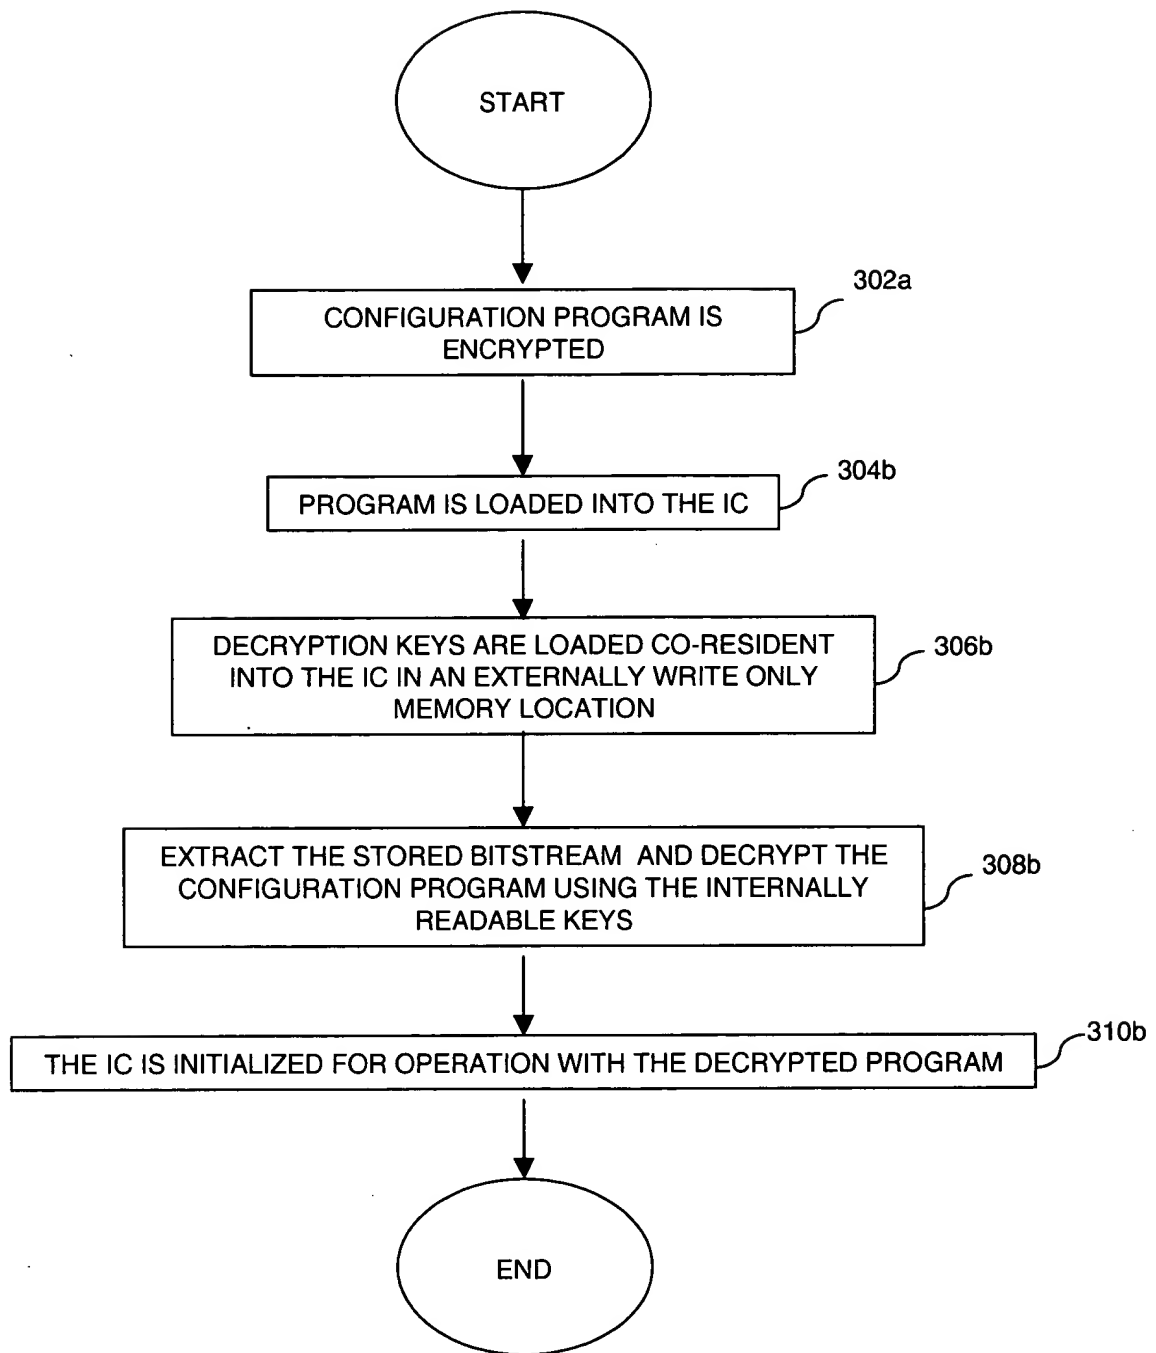 START
302a
CONFIGURATION PROGRAM IS
ENCRYPTED
304b
PROGRAM IS LOADED INTO THE IC
DECRYPTION KEYS ARE LOADED CO-RESIDENT
INTO THE IC IN AN EXTERNALLY WRITE ONLY
MEMORY LOCATION
306b
EXTRACT THE STORED BITSTREAM AND DECRYPT THE
CONFIGURATION PROGRAM USING THE INTERNALLY
READABLE KEYS
308b
THE IC IS INITIALIZED FOR OPERATION WITH THE DECRYPTED PROGRAM
310b
END